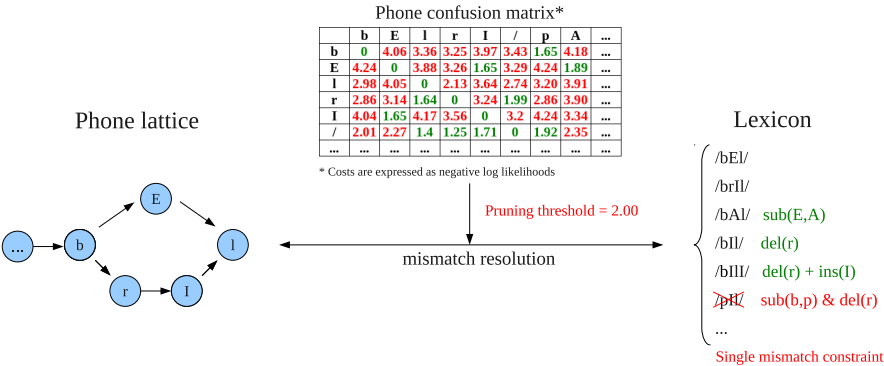 Phone confusion matrix*
b E l r I / p A ...
b 0 4.06 3.36 3.25 3.97 3.43 1.65 4.18 ...
E 4.24 0 3.88 3.26 1.65 3.29 4.24 1.89 ...
l 2.98 4.05 0 2.13 3.64 2.74 3.20 3.91 ...
r 2.86 3.14 1.64 0 3.24 1.99 2.86 3.90 ...
I 4.04 1.65 4.17 3.56 0 3.2 4.24 3.34 ...
/ 2.01 2.27 1.4 1.25 1.71 0 1.92 2.35 ...
... ... ... ... ... ... ... ... ... ...
* Costs are expressed as negative log likelihoods
Pruning threshold = 2.00
mismatch resolution
Phone lattice
...
b
E
l
r
I
Lexicon
/bEl/
/brIl/
/bAl/ sub(E,A)
/bIl/ del(r)
/bIlI/ del(r) + ins(I)
/pIl/ sub(b,p) & del(r)
...
Single mismatch constraint